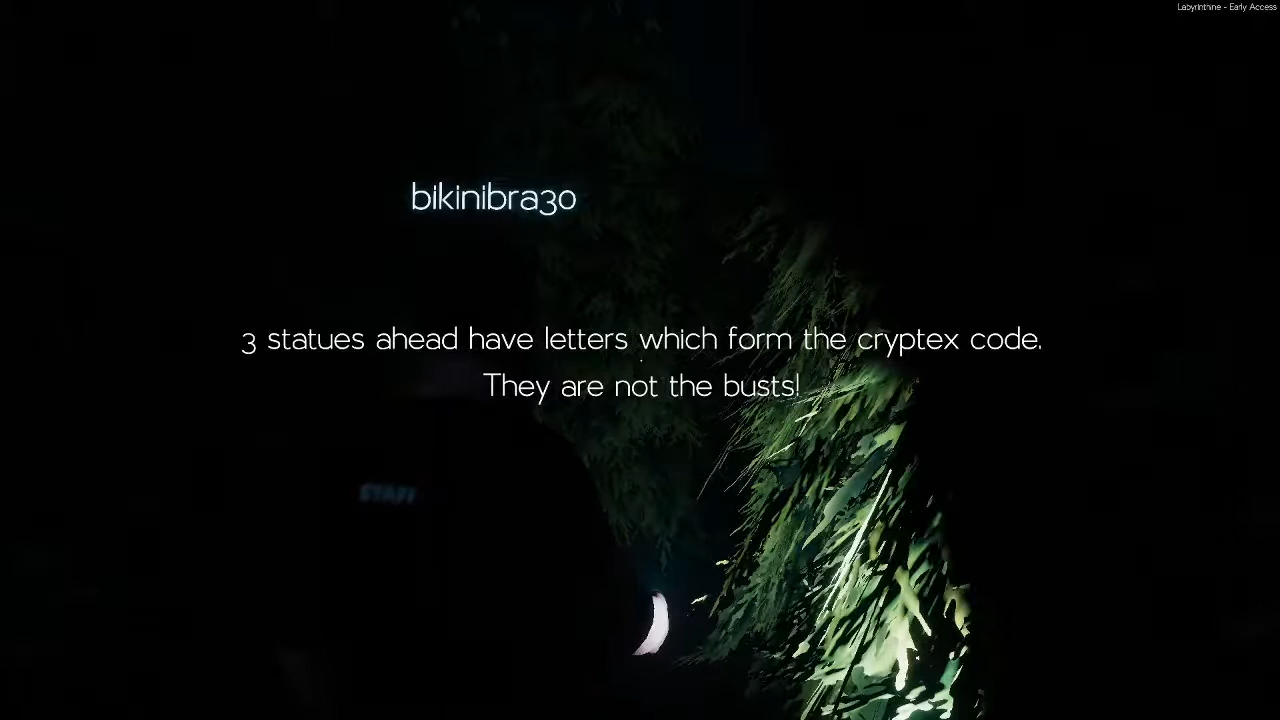 Labyrinthine - Early Access
bikinibra30
3 statues ahead have letters which form the cryptex code.
They are not the busts!
STAFF